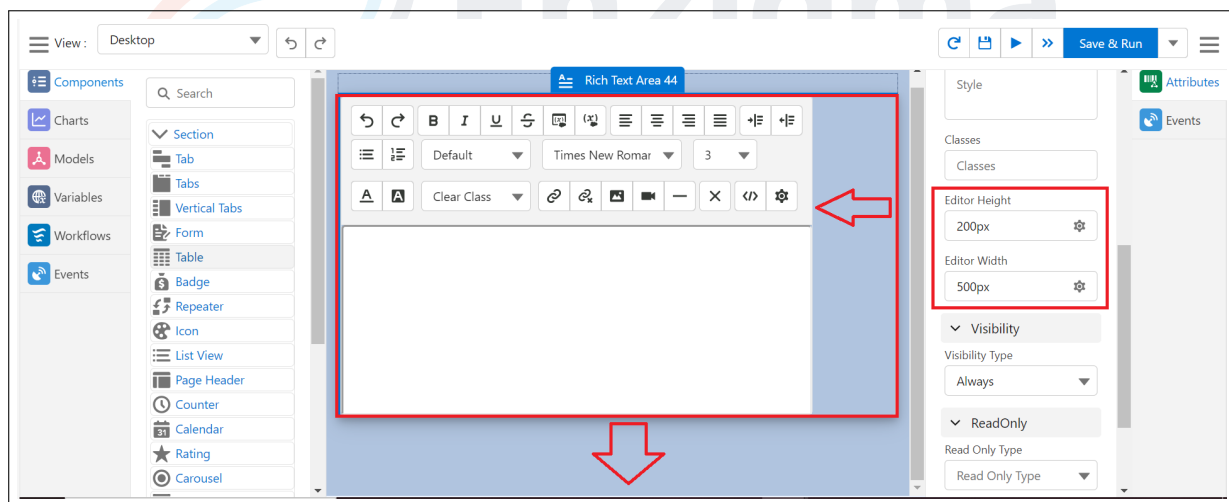 View :
Desktop
Save & Run
Components
Charts
Models
Variables
Workflows
Events
Search
Section
Tab
Tabs
Vertical Tabs
Form
Table
Badge
Repeater
Icon
List View
Page Header
Counter
Calendar
Rating
Carousel
Rich Text Area 44
Default
Times New Romar
3
Clear Class
Style
Classes
Classes
Editor Height
200px
Editor Width
500px
Visibility
Visibility Type
Always
ReadOnly
Read Only Type
Read Only Type
Attributes
Events